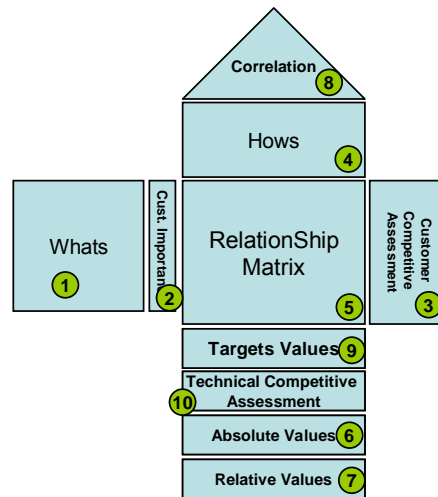 Correlation
8
Hows
4
Whats
1
Cust. Importan
2
RelationShip
Matrix
5
Customer
Competitive
Assessment
3
Targets Values
9
Technical Competitive
Assessment
10
Absolute Values
6
Relative Values
7